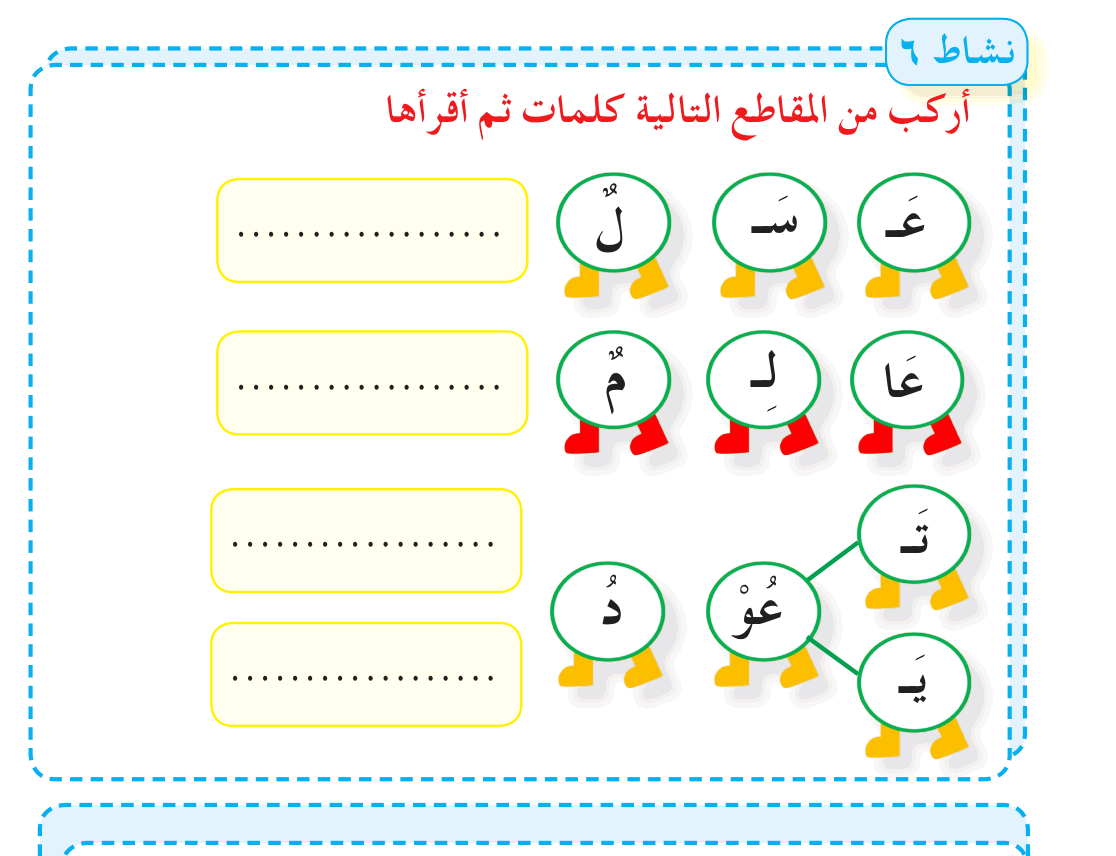 نشاط ٦
أركب من المقاطع التالية كلمات ثم أقرأها
عَـ سَـ لٌ ..................
عَا لِـ مٌ ..................
تَـ ..................
عُوْ دُ
يَـ ..................